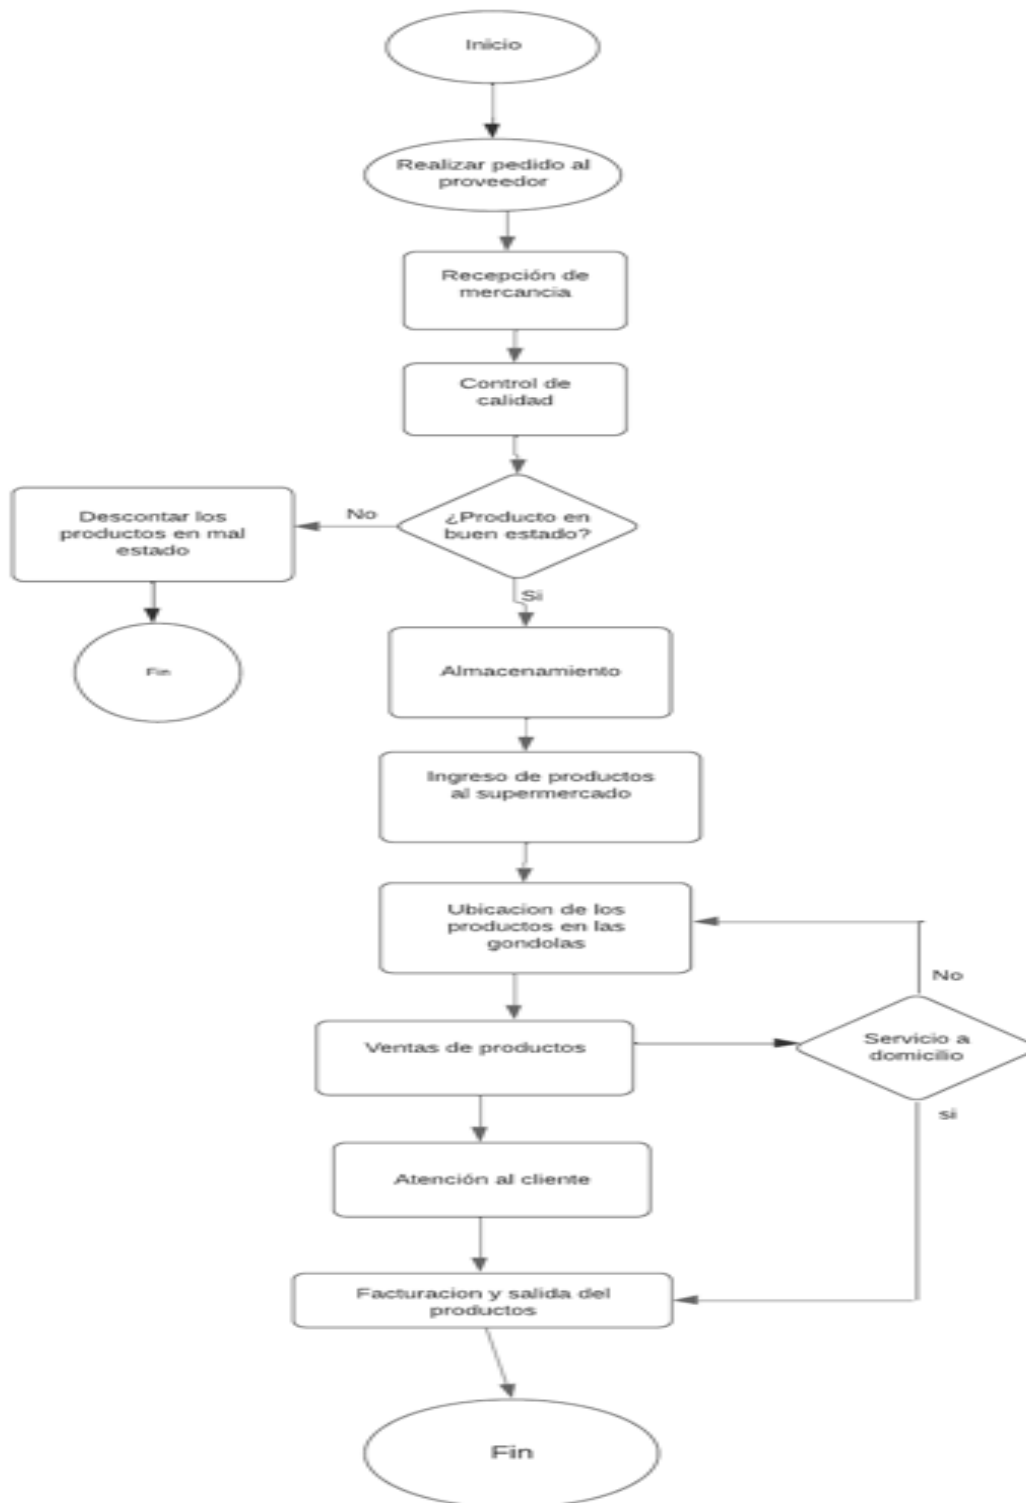 Inicio
Realizar pedido al
proveedor
Recepción de
mercancia
Control de
calidad
¿Producto en
buen estado?
No
Descontar los
productos en mal
estado
Fin
Si
Almacenamiento
Ingreso de productos
al supermercado
Ubicacion de los
productos en las
gondolas
Ventas de productos
Servicio a
domicilio
No
si
Atención al cliente
Facturacion y salida del
productos
Fin